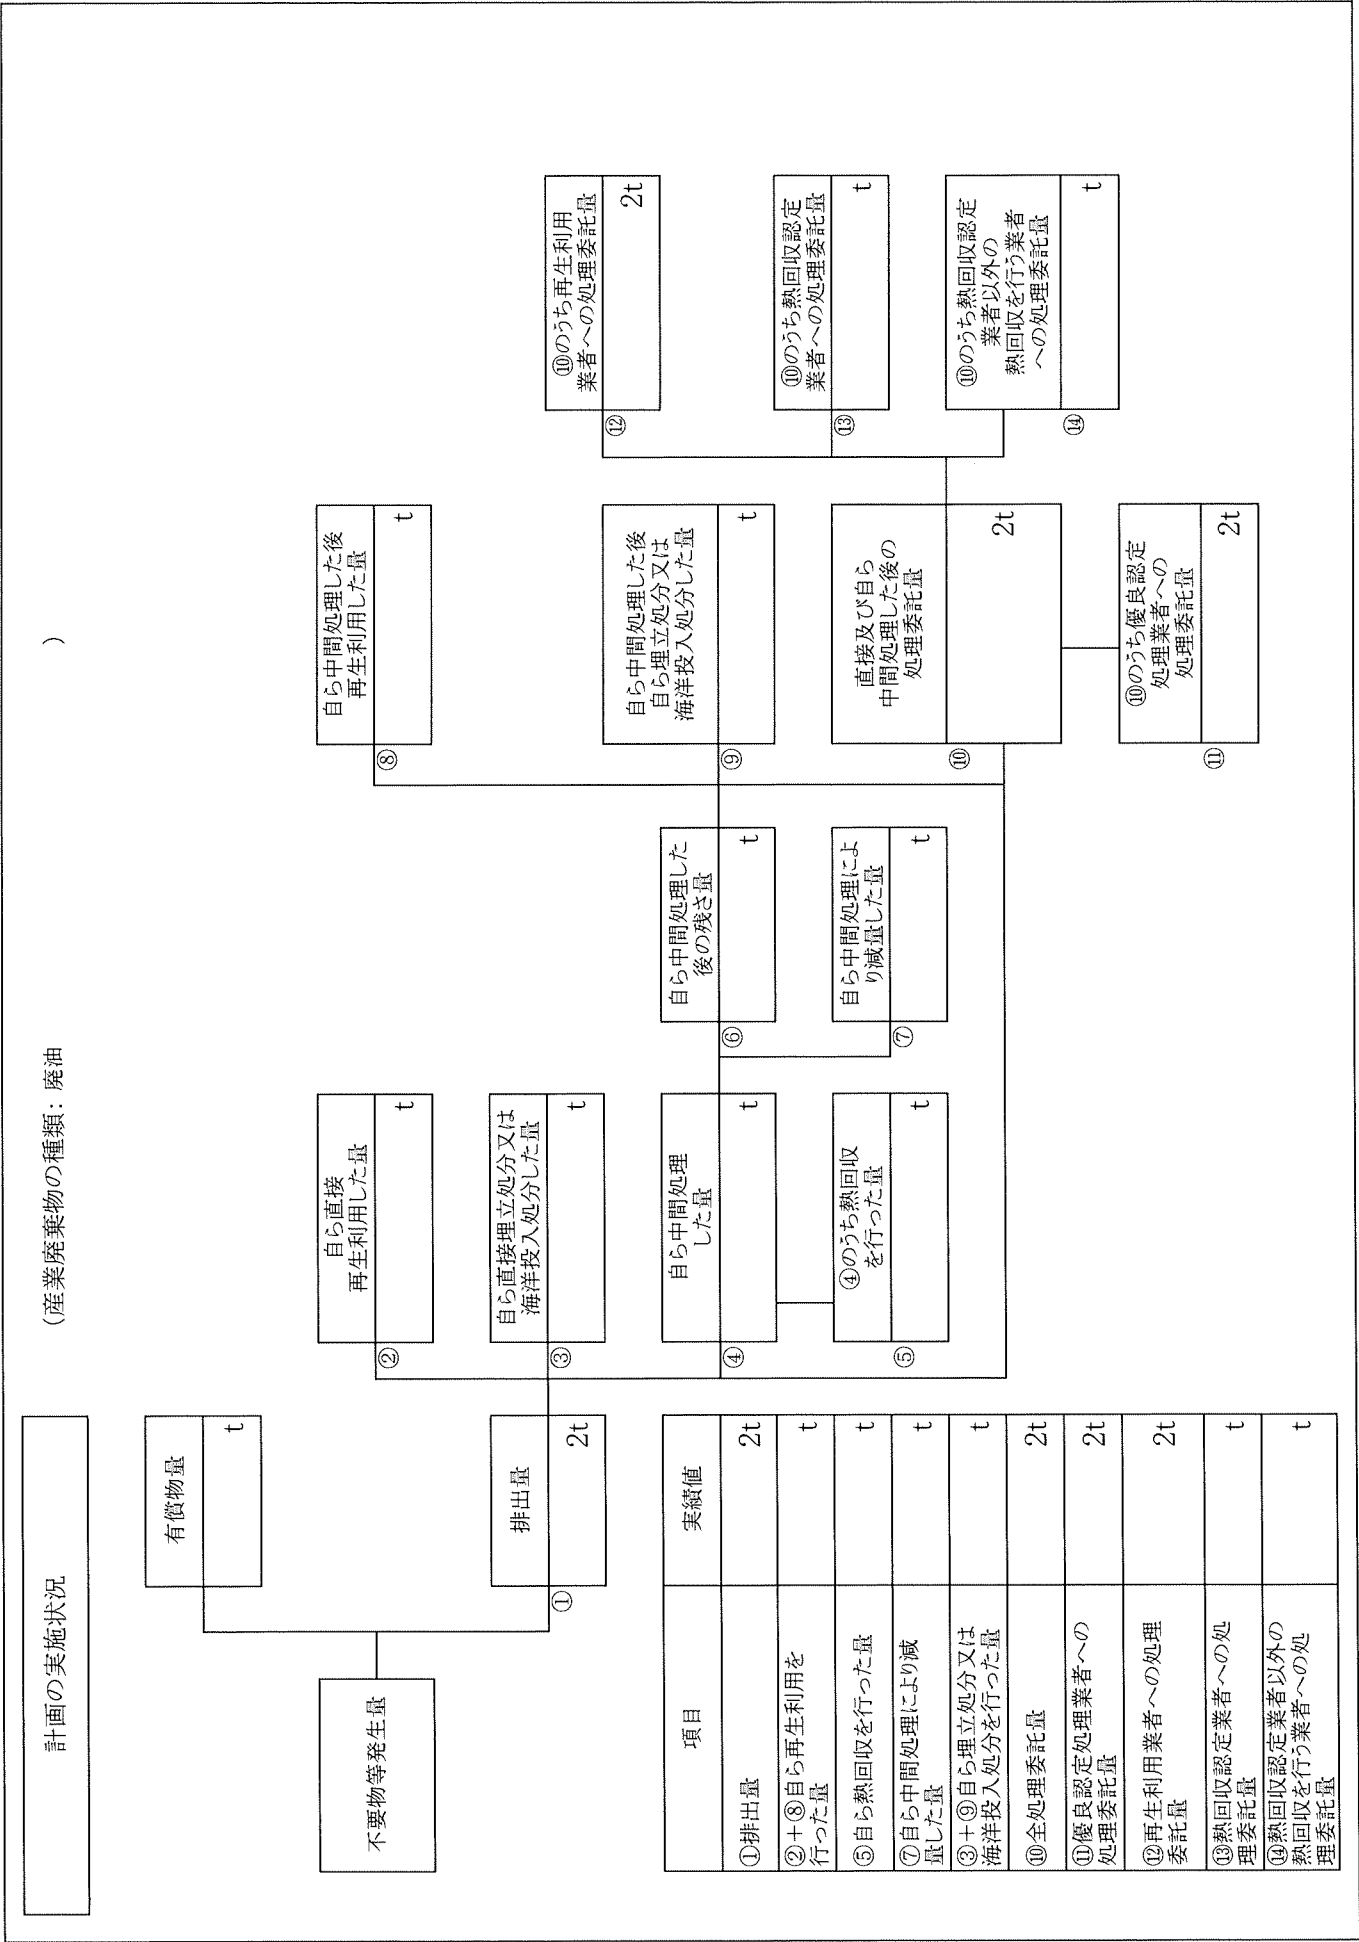 計画の実施状況
(産業廃棄物の種類：廃油 )
不要物等発生量
有償物量
t
①
排出量
2t
②
自ら直接
再生利用した量
t
③
自ら直接埋立処分又は
海洋投入処分した量
t
④
自ら中間処理
した量
t
⑤
④のうち熱回収
を行った量
t
⑥
自ら中間処理した
後の残さ量
t
⑦
自ら中間処理によ
り減量した量
t
⑧
自ら中間処理した後
再生利用した量
t
⑨
自ら中間処理した後
自ら埋立処分又は
海洋投入処分した量
t
⑩
直接及び自ら
中間処理した後の
処理委託量
2t
⑪
⑩のうち優良認定
処理業者への
処理委託量
2t
⑫
⑩のうち再生利用
業者への処理委託量
2t
⑬
⑩のうち熱回収認定
業者への処理委託量
t
⑭
⑩のうち熱回収認定
業者以外の
熱回収を行う業者
への処理委託量
t
項目 実績値
①排出量 2t
②＋⑧自ら再生利用を
行った量 t
⑤自ら熱回収を行った量 t
⑦自ら中間処理により減
量した量 t
③＋⑨自ら埋立処分又は
海洋投入処分を行った量 t
⑩全処理委託量 2t
⑪優良認定処理業者への
処理委託量 2t
⑫再生利用業者への処理
委託量 2t
⑬熱回収認定業者への処
理委託量 t
⑭熱回収認定業者以外の
熱回収を行う業者への処
理委託量 t